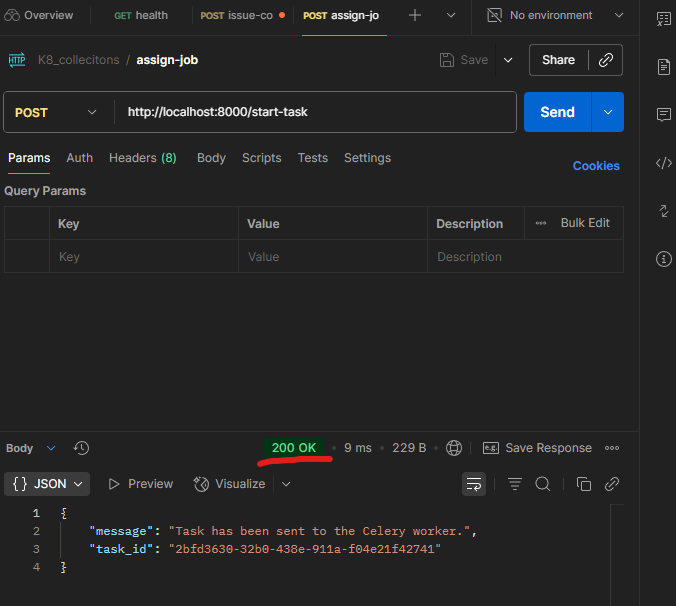 Overview GET health POST issue-co POST assign-jo No environment
HTTP K8_collecitons / assign-job Save Share
POST http://localhost:8000/start-task Send
Params Auth Headers (8) Body Scripts Tests Settings Cookies
Query Params
Key Value Description Bulk Edit
Key Value Description
Body 200 OK 9 ms 229 B e.g. Save Response
{} JSON Preview Visualize
1 {
2 "message": "Task has been sent to the Celery worker.",
3 "task_id": "2bfd3630-32b0-438e-911a-f04e21f42741"
4 }